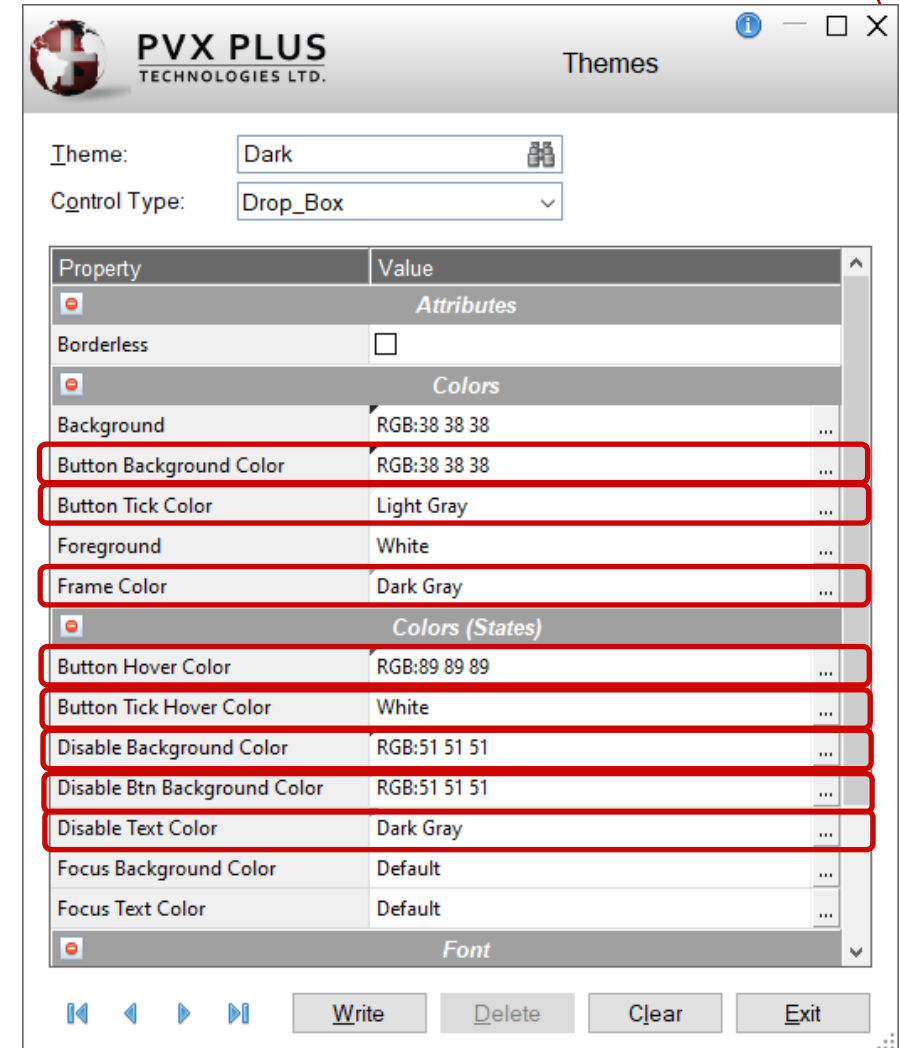 PVX PLUS
TECHNOLOGIES LTD.
Themes
Theme: Dark
Control Type: Drop_Box
Property Value
Attributes
Borderless
Colors
Background RGB:38 38 38 ...
Button Background Color RGB:38 38 38 ...
Button Tick Color Light Gray ...
Foreground White ...
Frame Color Dark Gray ...
Colors (States)
Button Hover Color RGB:89 89 89 ...
Button Tick Hover Color White ...
Disable Background Color RGB:51 51 51 ...
Disable Btn Background Color RGB:51 51 51 ...
Disable Text Color Dark Gray ...
Focus Background Color Default ...
Focus Text Color Default ...
Font
Write Delete Clear Exit